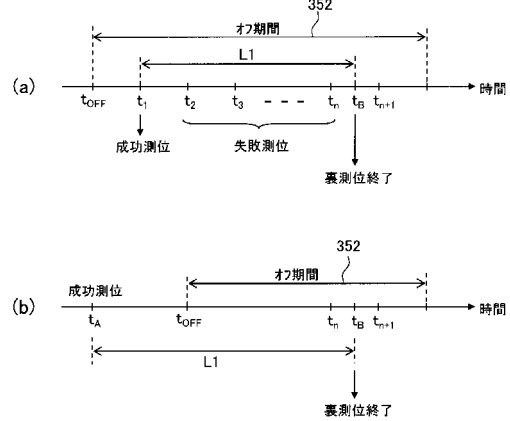 352
オフ期間
L1
(a)
tOFF t1 t2 t3 tn tB tn+1 時間
成功測位 失敗測位
裏測位終了
352
オフ期間
(b)
成功測位
tA tOFF tn tB tn+1 時間
L1
裏測位終了